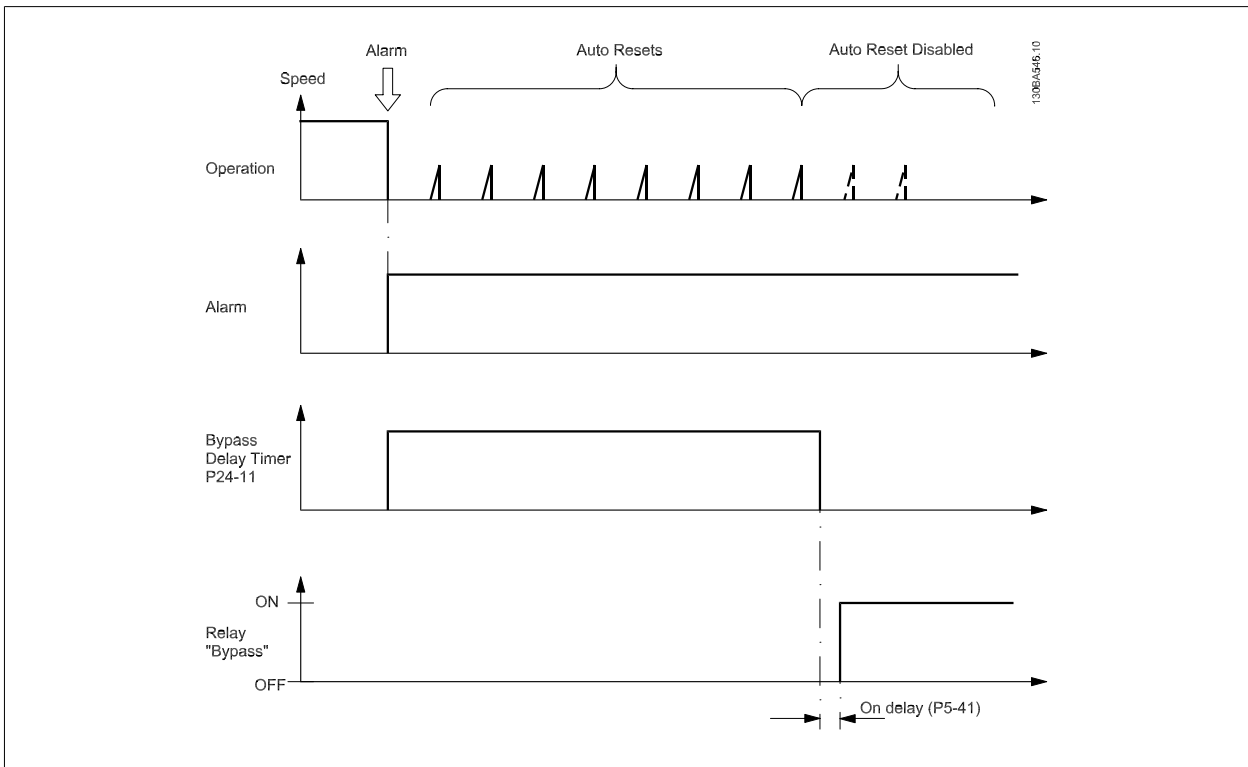 Alarm
Auto Resets
Auto Reset Disabled
130BA546.10
Speed
Operation
Alarm
Bypass
Delay Timer
P24-11
ON
Relay
"Bypass"
OFF
On delay (P5-41)